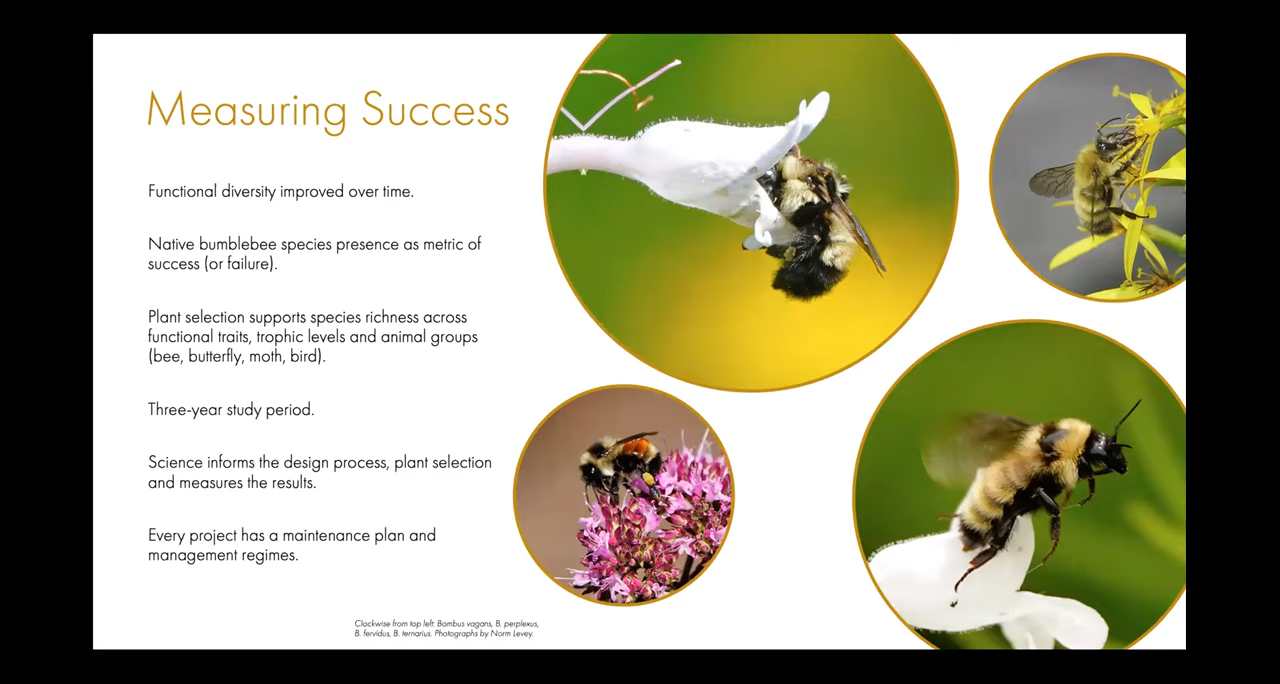 Measuring Success
Functional diversity improved over time.
Native bumblebee species presence as metric of
success (or failure).
Plant selection supports species richness across
functional traits, trophic levels and animal groups
(bee, butterfly, moth, bird).
Three-year study period.
Science informs the design process, plant selection
and measures the results.
Every project has a maintenance plan and
management regimes.
Clockwise from top left: Bombus vagans, B. perplexus,
B. fervidus, B. ternarius. Photographs by Norm Levey.